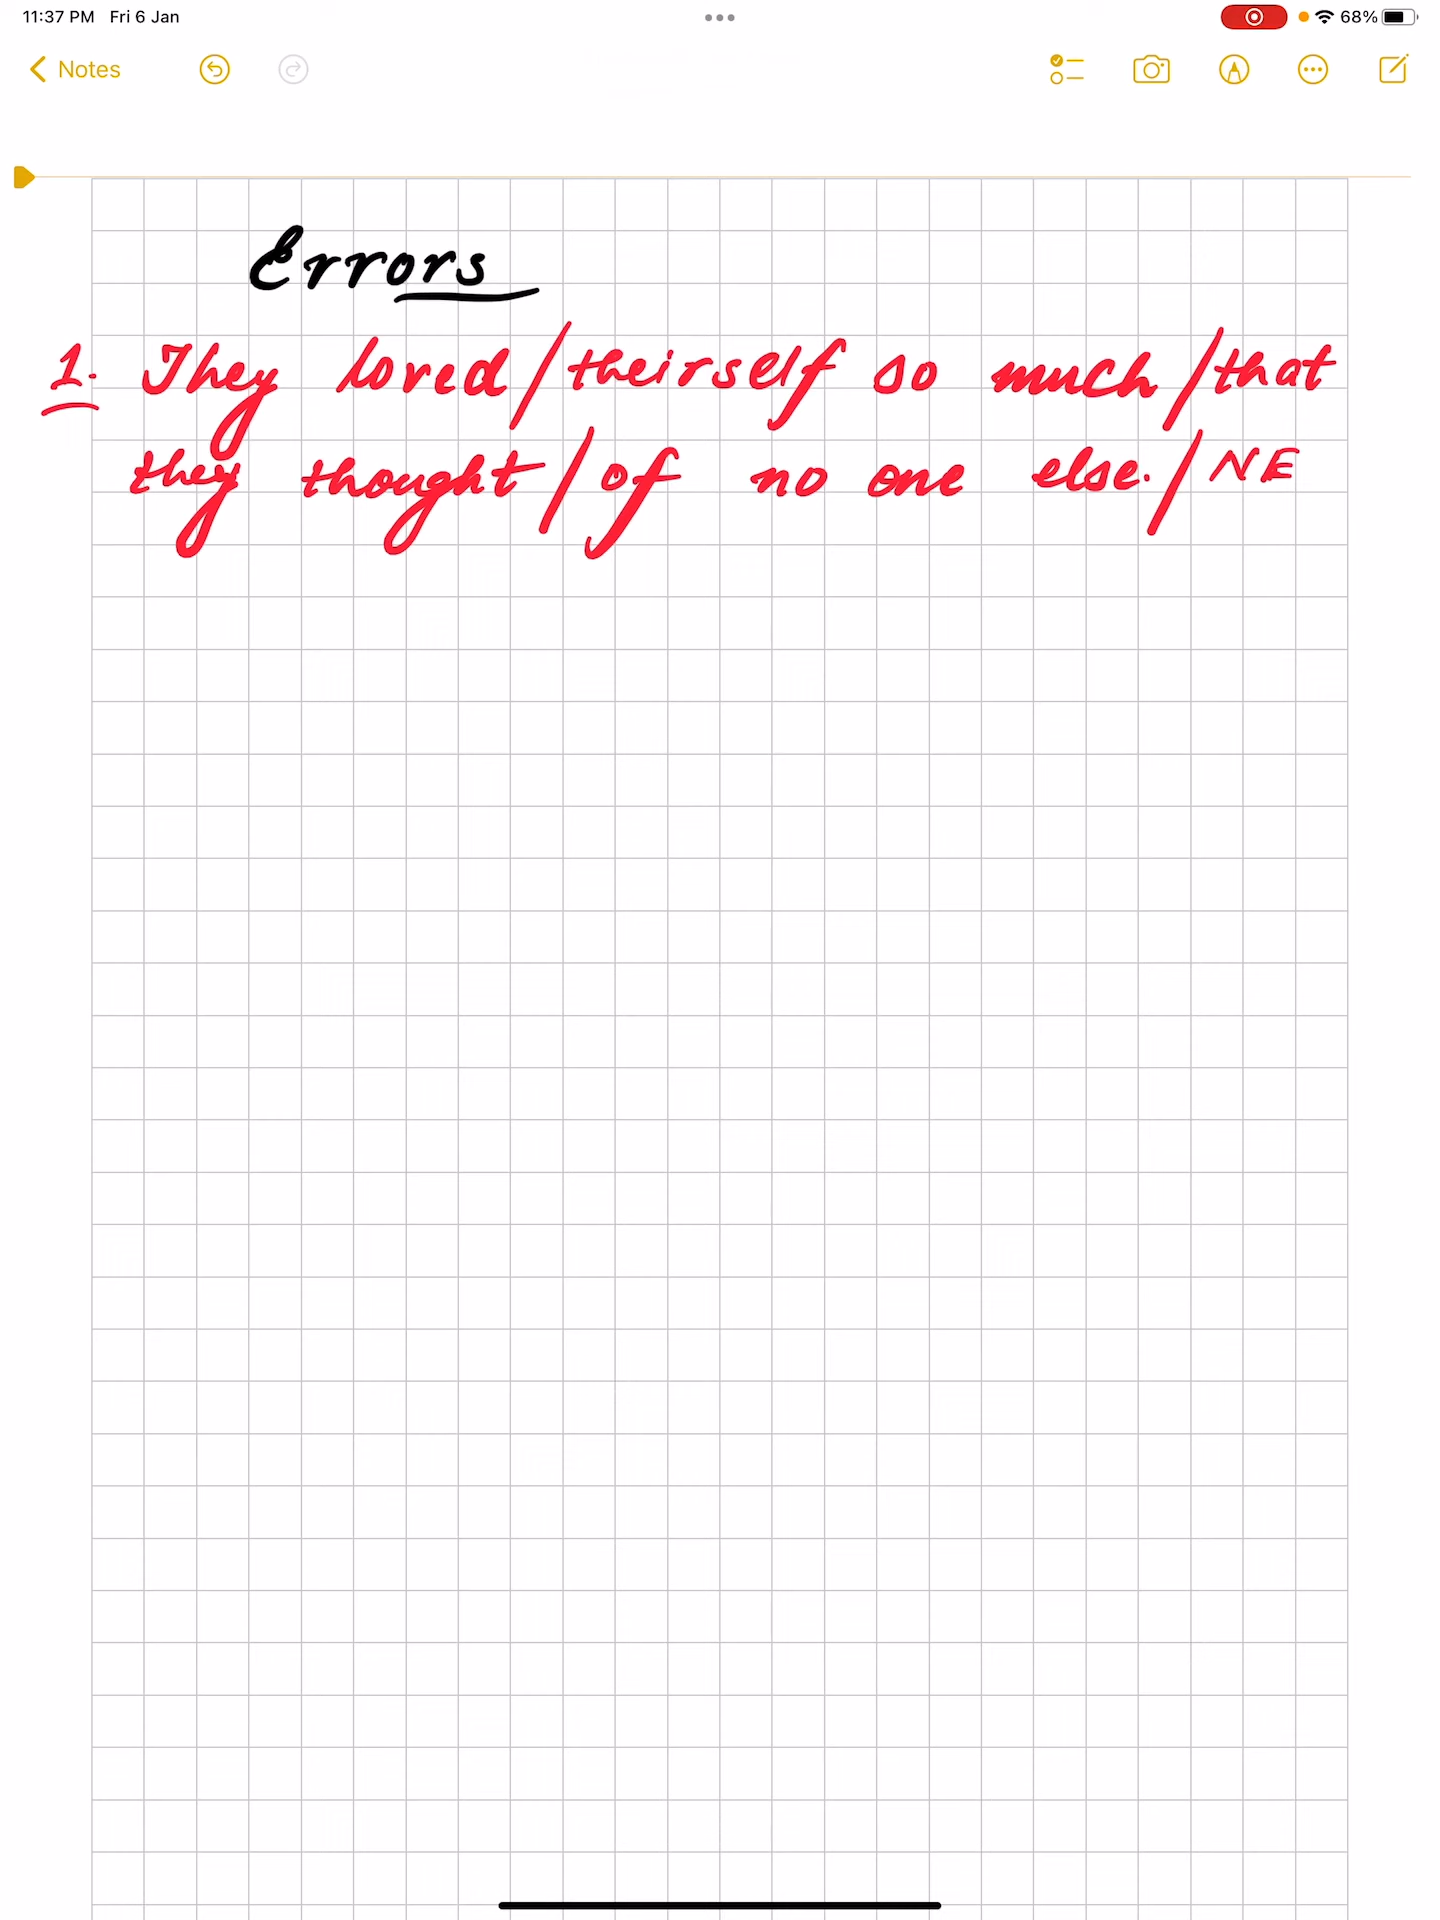 11:37 PM Fri 6 Jan
68%
Notes
Errors
1. They loved/theirself so much/that
they thought/of no one else./NE